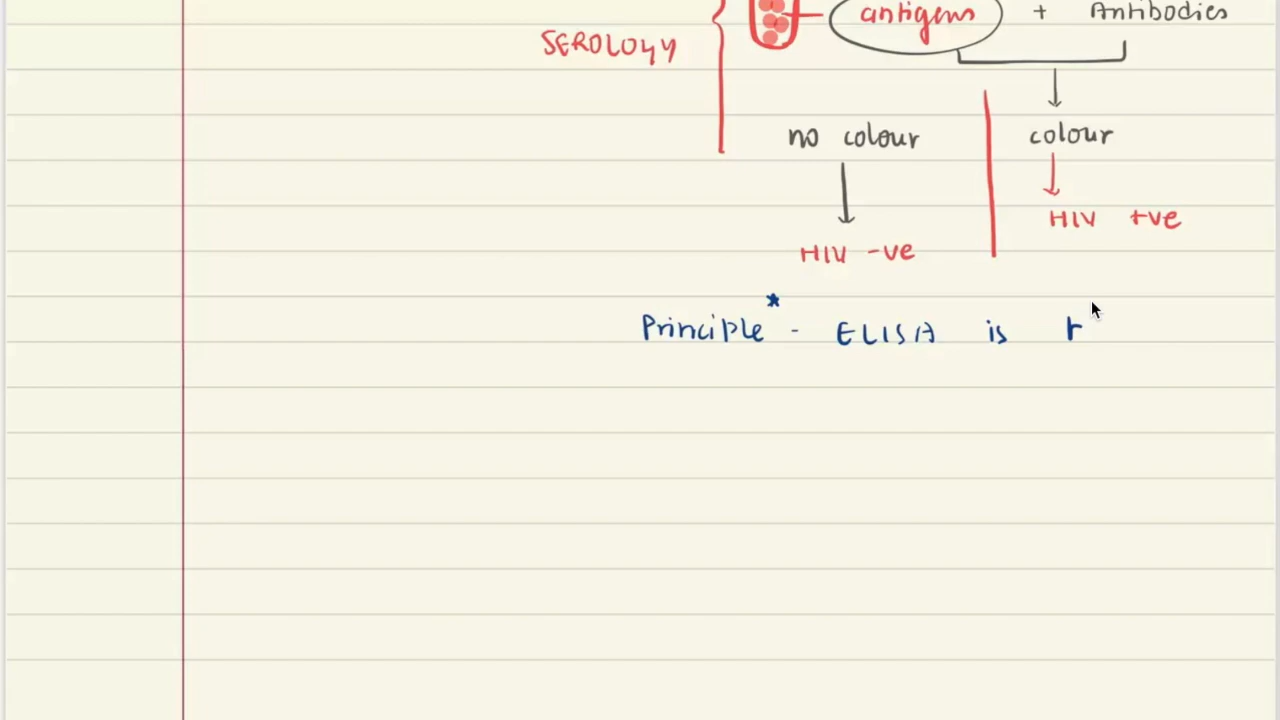 antigens + Antibodies
SEROLOGY
no colour colour
HIV +ve
HIV -ve
Principle* - ELISA is r